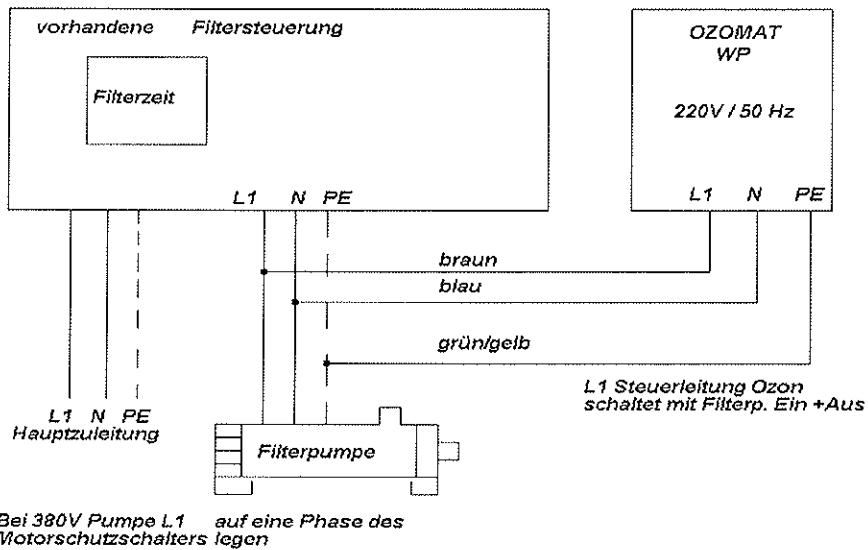 vorhandene Filtersteuerung
Filterzeit
L1 N PE
OZOMAT
WP
220V / 50 Hz
L1 N PE
braun
blau
grün/gelb
L1 Steuerleitung Ozon
schaltet mit Filterp. Ein +Aus
L1 N PE
Hauptzuleitung
Filterpumpe
Bei 380V Pumpe L1 auf eine Phase des
Motorschutzschalters legen